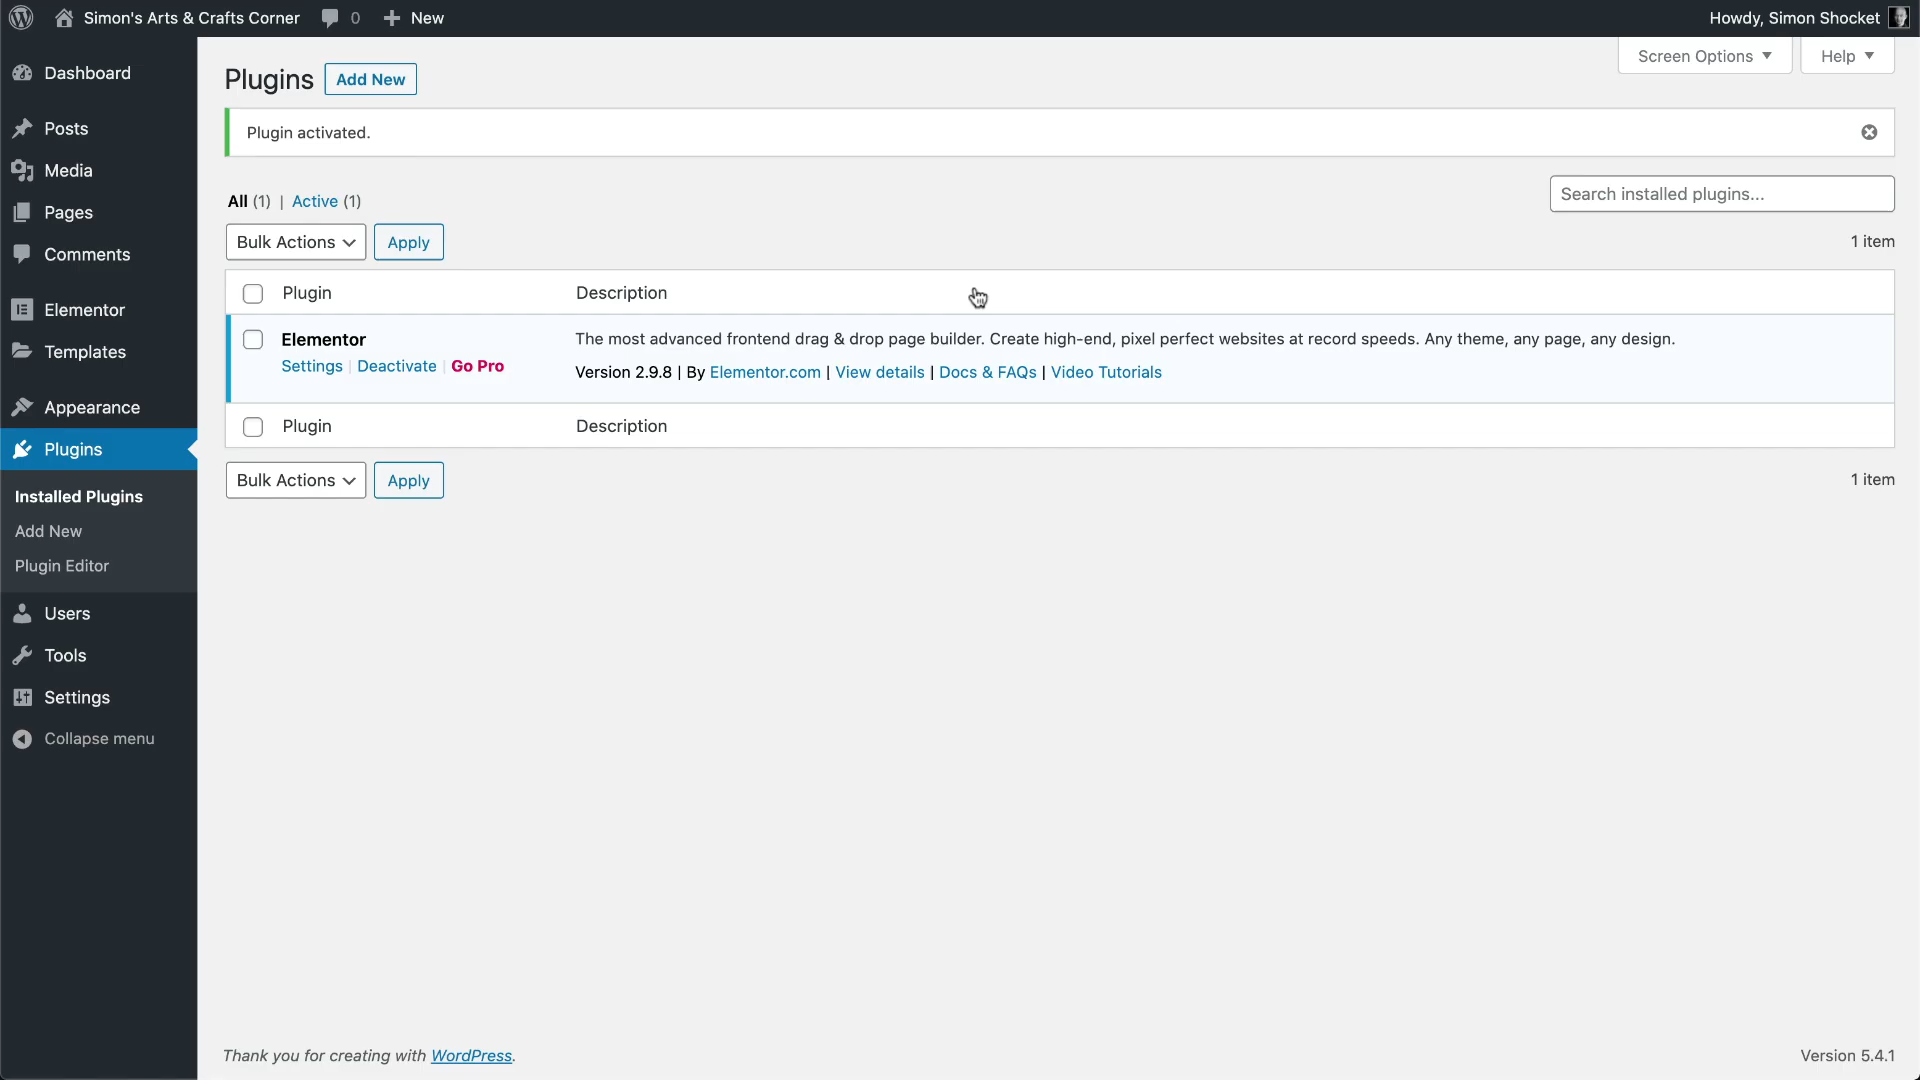 Simon's Arts & Crafts Corner 0 New Howdy, Simon Shocket
Screen Options Help
Dashboard
Posts
Media
Pages
Comments
Elementor
Templates
Appearance
Plugins
Installed Plugins
Add New
Plugin Editor
Users
Tools
Settings
Collapse menu
Plugins Add New
Plugin activated.
All (1) | Active (1)
Search installed plugins...
Bulk Actions Apply 1 item
Plugin Description
Elementor The most advanced frontend drag & drop page builder. Create high-end, pixel perfect websites at record speeds. Any theme, any page, any design.
Settings | Deactivate | Go Pro Version 2.9.8 | By Elementor.com | View details | Docs & FAQs | Video Tutorials
Plugin Description
Bulk Actions Apply 1 item
Thank you for creating with WordPress. Version 5.4.1